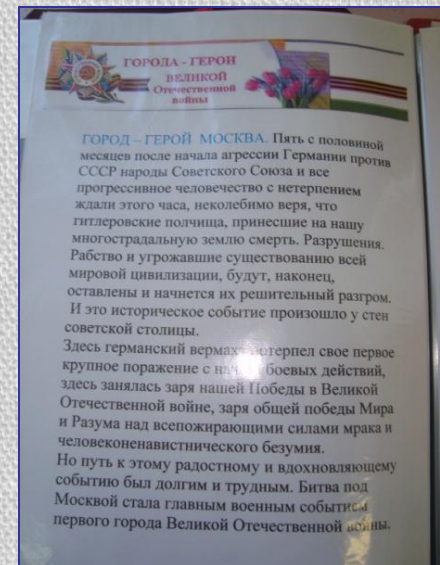 ГОРОДА - ГЕРОИ
ВЕЛИКОЙ
Отечественной
войны
ГОРОД – ГЕРОЙ МОСКВА. Пять с половиной
месяцев после начала агрессии Германии против
СССР народы Советского Союза и все
прогрессивное человечество с нетерпением
ждали этого часа, неколебимо веря, что
гитлеровские полчища, принесшие на нашу
многострадальную землю смерть. Разрушения.
Рабство и угрожавшие существованию всей
мировой цивилизации, будут, наконец,
оставлены и начнется их решительный разгром.
И это историческое событие произошло у стен
советской столицы.
Здесь германский вермахт потерпел свое первое
крупное поражение с начала боевых действий,
здесь занялась заря нашей Победы в Великой
Отечественной войне, заря общей победы Мира
и Разума над всепожирающими силами мрака и
человеконенавистнического безумия.
Но путь к этому радостному и вдохновляющему
событию был долгим и трудным. Битва под
Москвой стала главным военным событием
первого города Великой Отечественной войны.